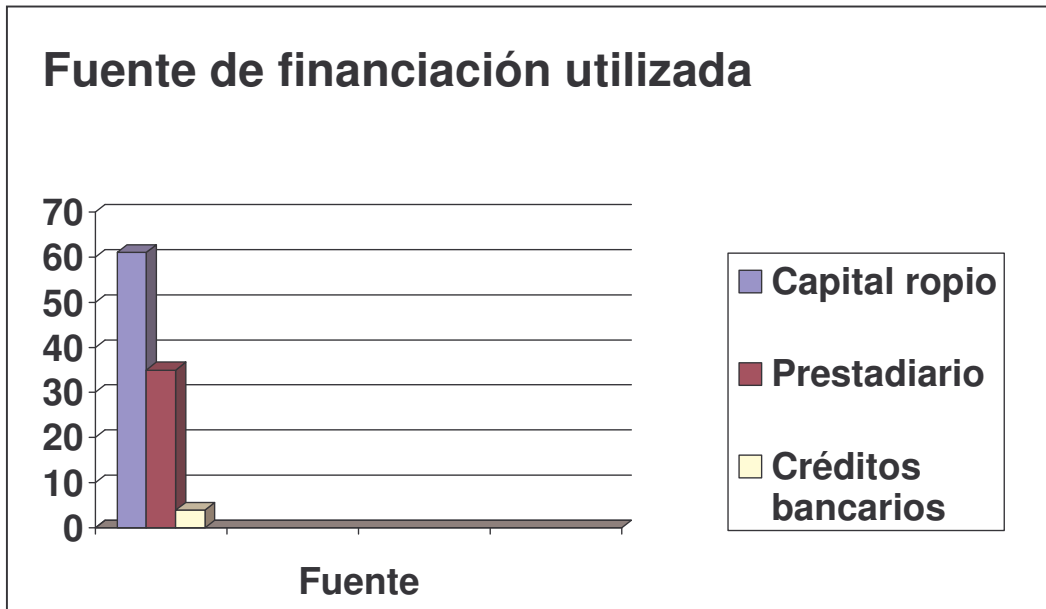 Fuente de financiación utilizada
70
60
50
40
30
20
10
0
Fuente
Capital ropio
Prestadiario
Créditos
bancarios